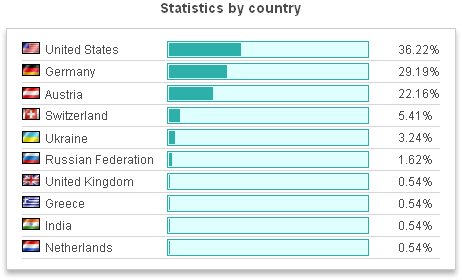 Statistics by country
United States 36.22%
Germany 29.19%
Austria 22.16%
Switzerland 5.41%
Ukraine 3.24%
Russian Federation 1.62%
United Kingdom 0.54%
Greece 0.54%
India 0.54%
Netherlands 0.54%